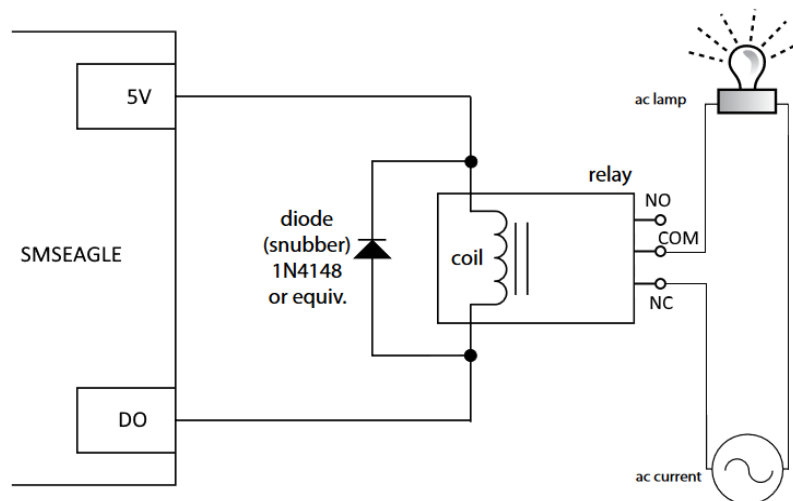 5V
SMSEAGLE
DO
diode
(snubber)
1N4148
or equiv.
coil
relay
NO
COM
NC
ac lamp
ac current